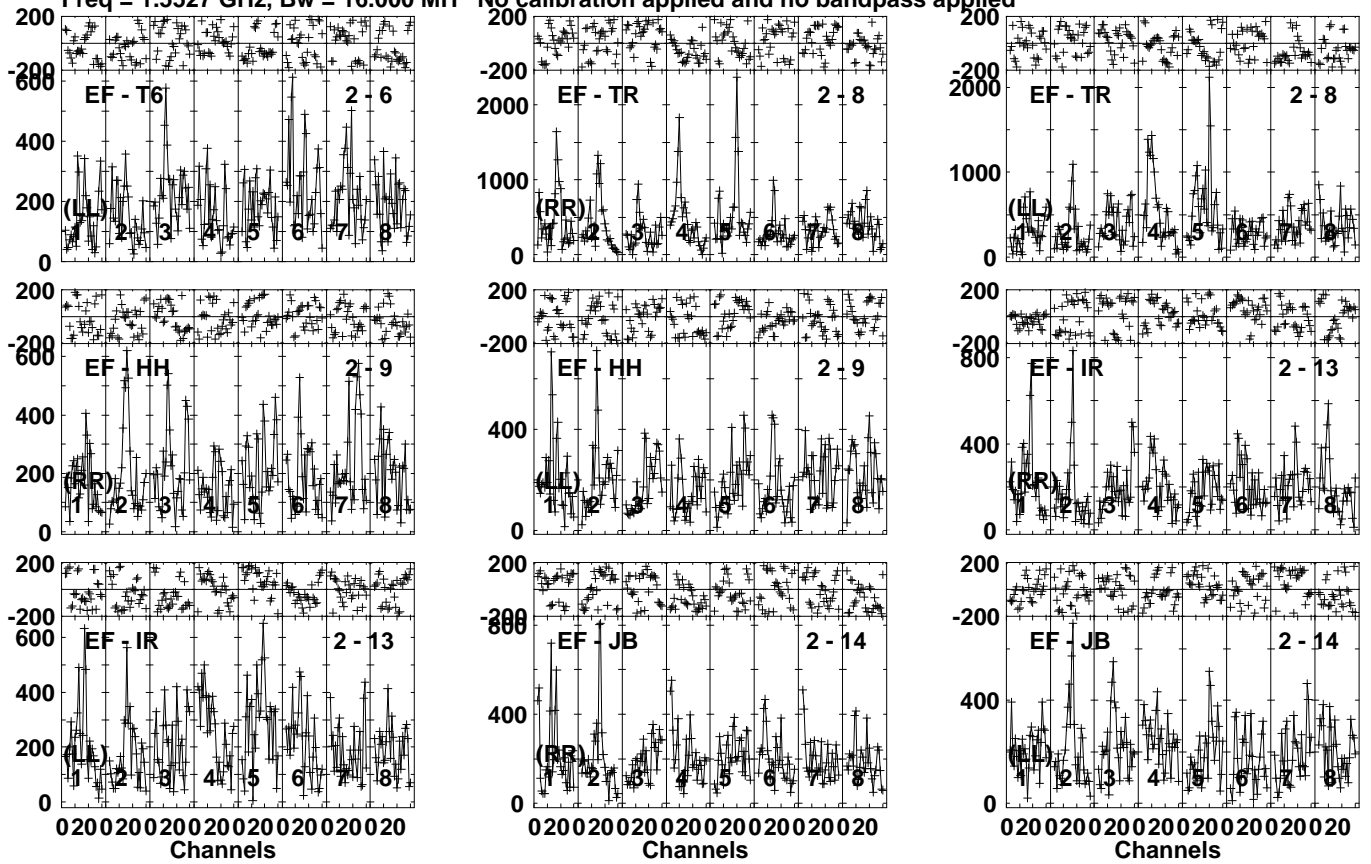 Freq = 1.5527 GHz, Bw = 16.000 MH No calibration applied and no bandpass applied
200 200 200
-200 -200 -200
EF - T6 2 - 6 EF - TR 2 - 8 EF - TR 2 - 8
600 2000 2000
400
200 1000 1000
(LL) (RR) (LL)
1 2 3 4 5 6 7 8 1 2 3 4 5 6 7 8 1 2 3 4 5 6 7 8
0 0 0
200 200 200
-200 -200 -200
EF - HH 2 - 9 EF - HH 2 - 9 EF - IR 2 - 13
600 800
400 400 400
200
(RR) (LL) (RR)
1 2 3 4 5 6 7 8 1 2 3 4 5 6 7 8 1 2 3 4 5 6 7 8
0 0 0
200 200 200
-200 -200 -200
EF - IR 2 - 13 EF - JB 2 - 14 EF - JB 2 - 14
600 800
400 400 400
200
(LL) (RR) (LL)
1 2 3 4 5 6 7 8 1 2 3 4 5 6 7 8 1 2 3 4 5 6 7 8
0 0 0
0 20 0 20 0 20 0 20 0 20 0 20 0 20 0 20 0 20 0 20 0 20 0 20 0 20 0 20 0 20 0 20 0 20 0 20 0 20 0 20 0 20 0 20 0 20 0 20
Channels Channels Channels